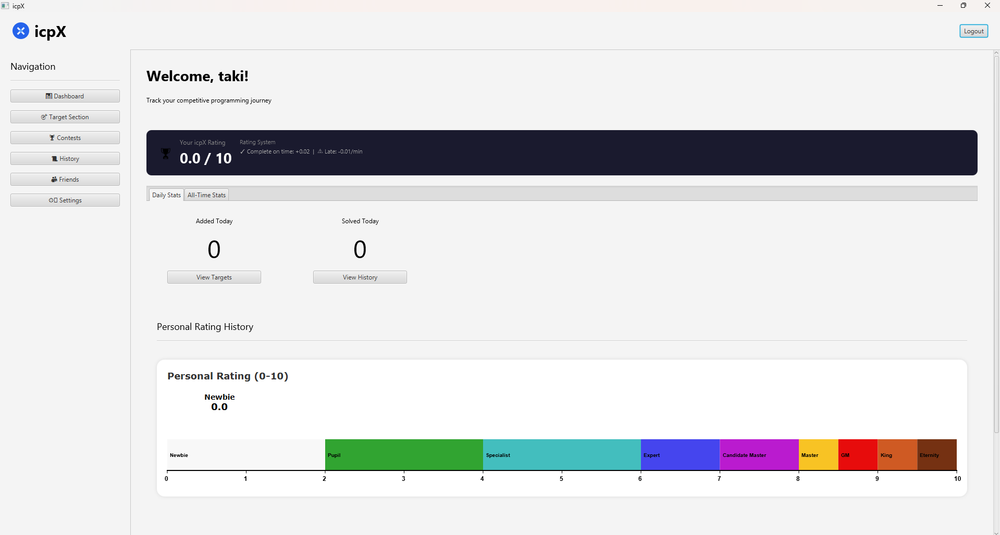 icpX
icpX
Logout
Navigation
Dashboard
Target Section
Contests
History
Friends
Settings
Welcome, taki!
Track your competitive programming journey
Your icpX Rating
0.0 / 10
Rating System
✓ Complete on time: +0.02 | ⚠ Late: -0.01/min
Daily Stats
All-Time Stats
Added Today
0
View Targets
Solved Today
0
View History
Personal Rating History
Personal Rating (0-10)
Newbie
0.0
Newbie Pupil Specialist Expert Candidate Master Master GM King Eternity
0 1 2 3 4 5 6 7 8 9 10